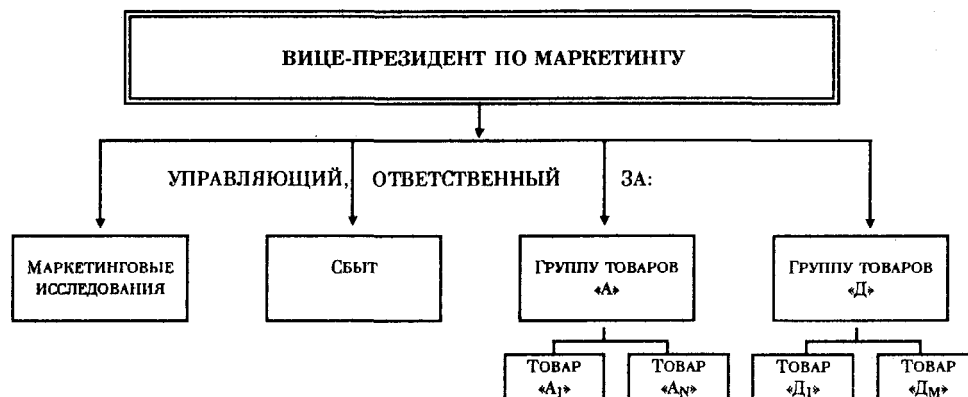 ВИЦЕ-ПРЕЗИДЕНТ ПО МАРКЕТИНГУ
УПРАВЛЯЮЩИЙ, ОТВЕТСТВЕННЫЙ ЗА:
МАРКЕТИНГОВЫЕ
ИССЛЕДОВАНИЯ
СБЫТ
ГРУППУ ТОВАРОВ
«А»
ГРУППУ ТОВАРОВ
«Д»
ТОВАР
«А1»
ТОВАР
«АN»
ТОВАР
«Д1»
ТОВАР
«ДМ»